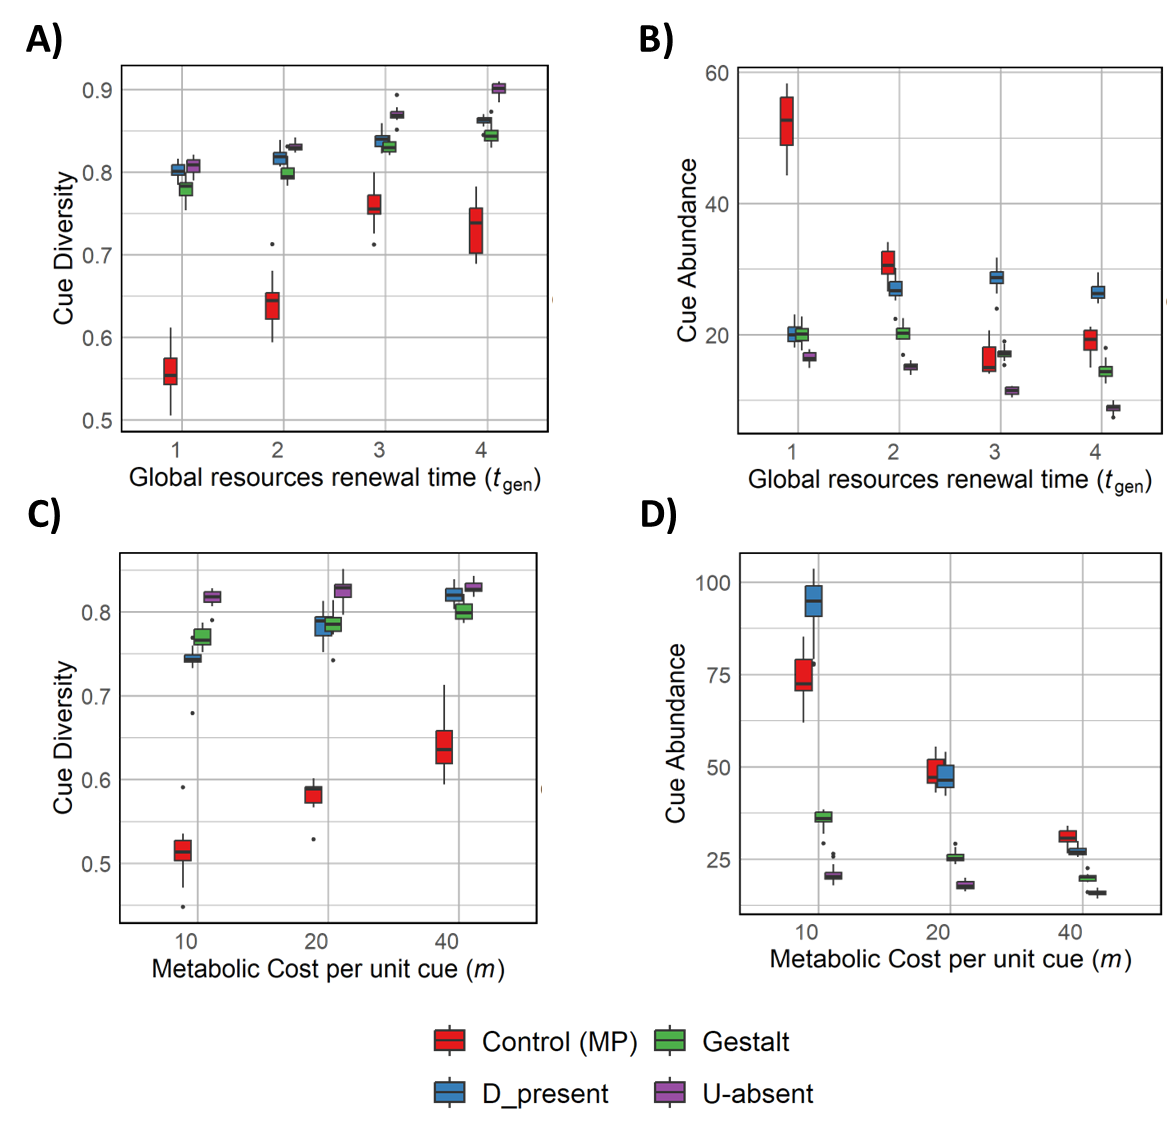 A)
B)
0.9
0.8
0.7
0.6
0.5
Cue Diversity
1 2 3 4
Global resources renewal time (tgen)
60
40
20
Cue Abundance
1 2 3 4
Global resources renewal time (tgen)
C)
D)
0.8
0.7
0.6
0.5
Cue Diversity
10 20 40
Metabolic Cost per unit cue (m)
100
75
50
25
Cue Abundance
10 20 40
Metabolic Cost per unit cue (m)
Control (MP) Gestalt
D_present U-absent